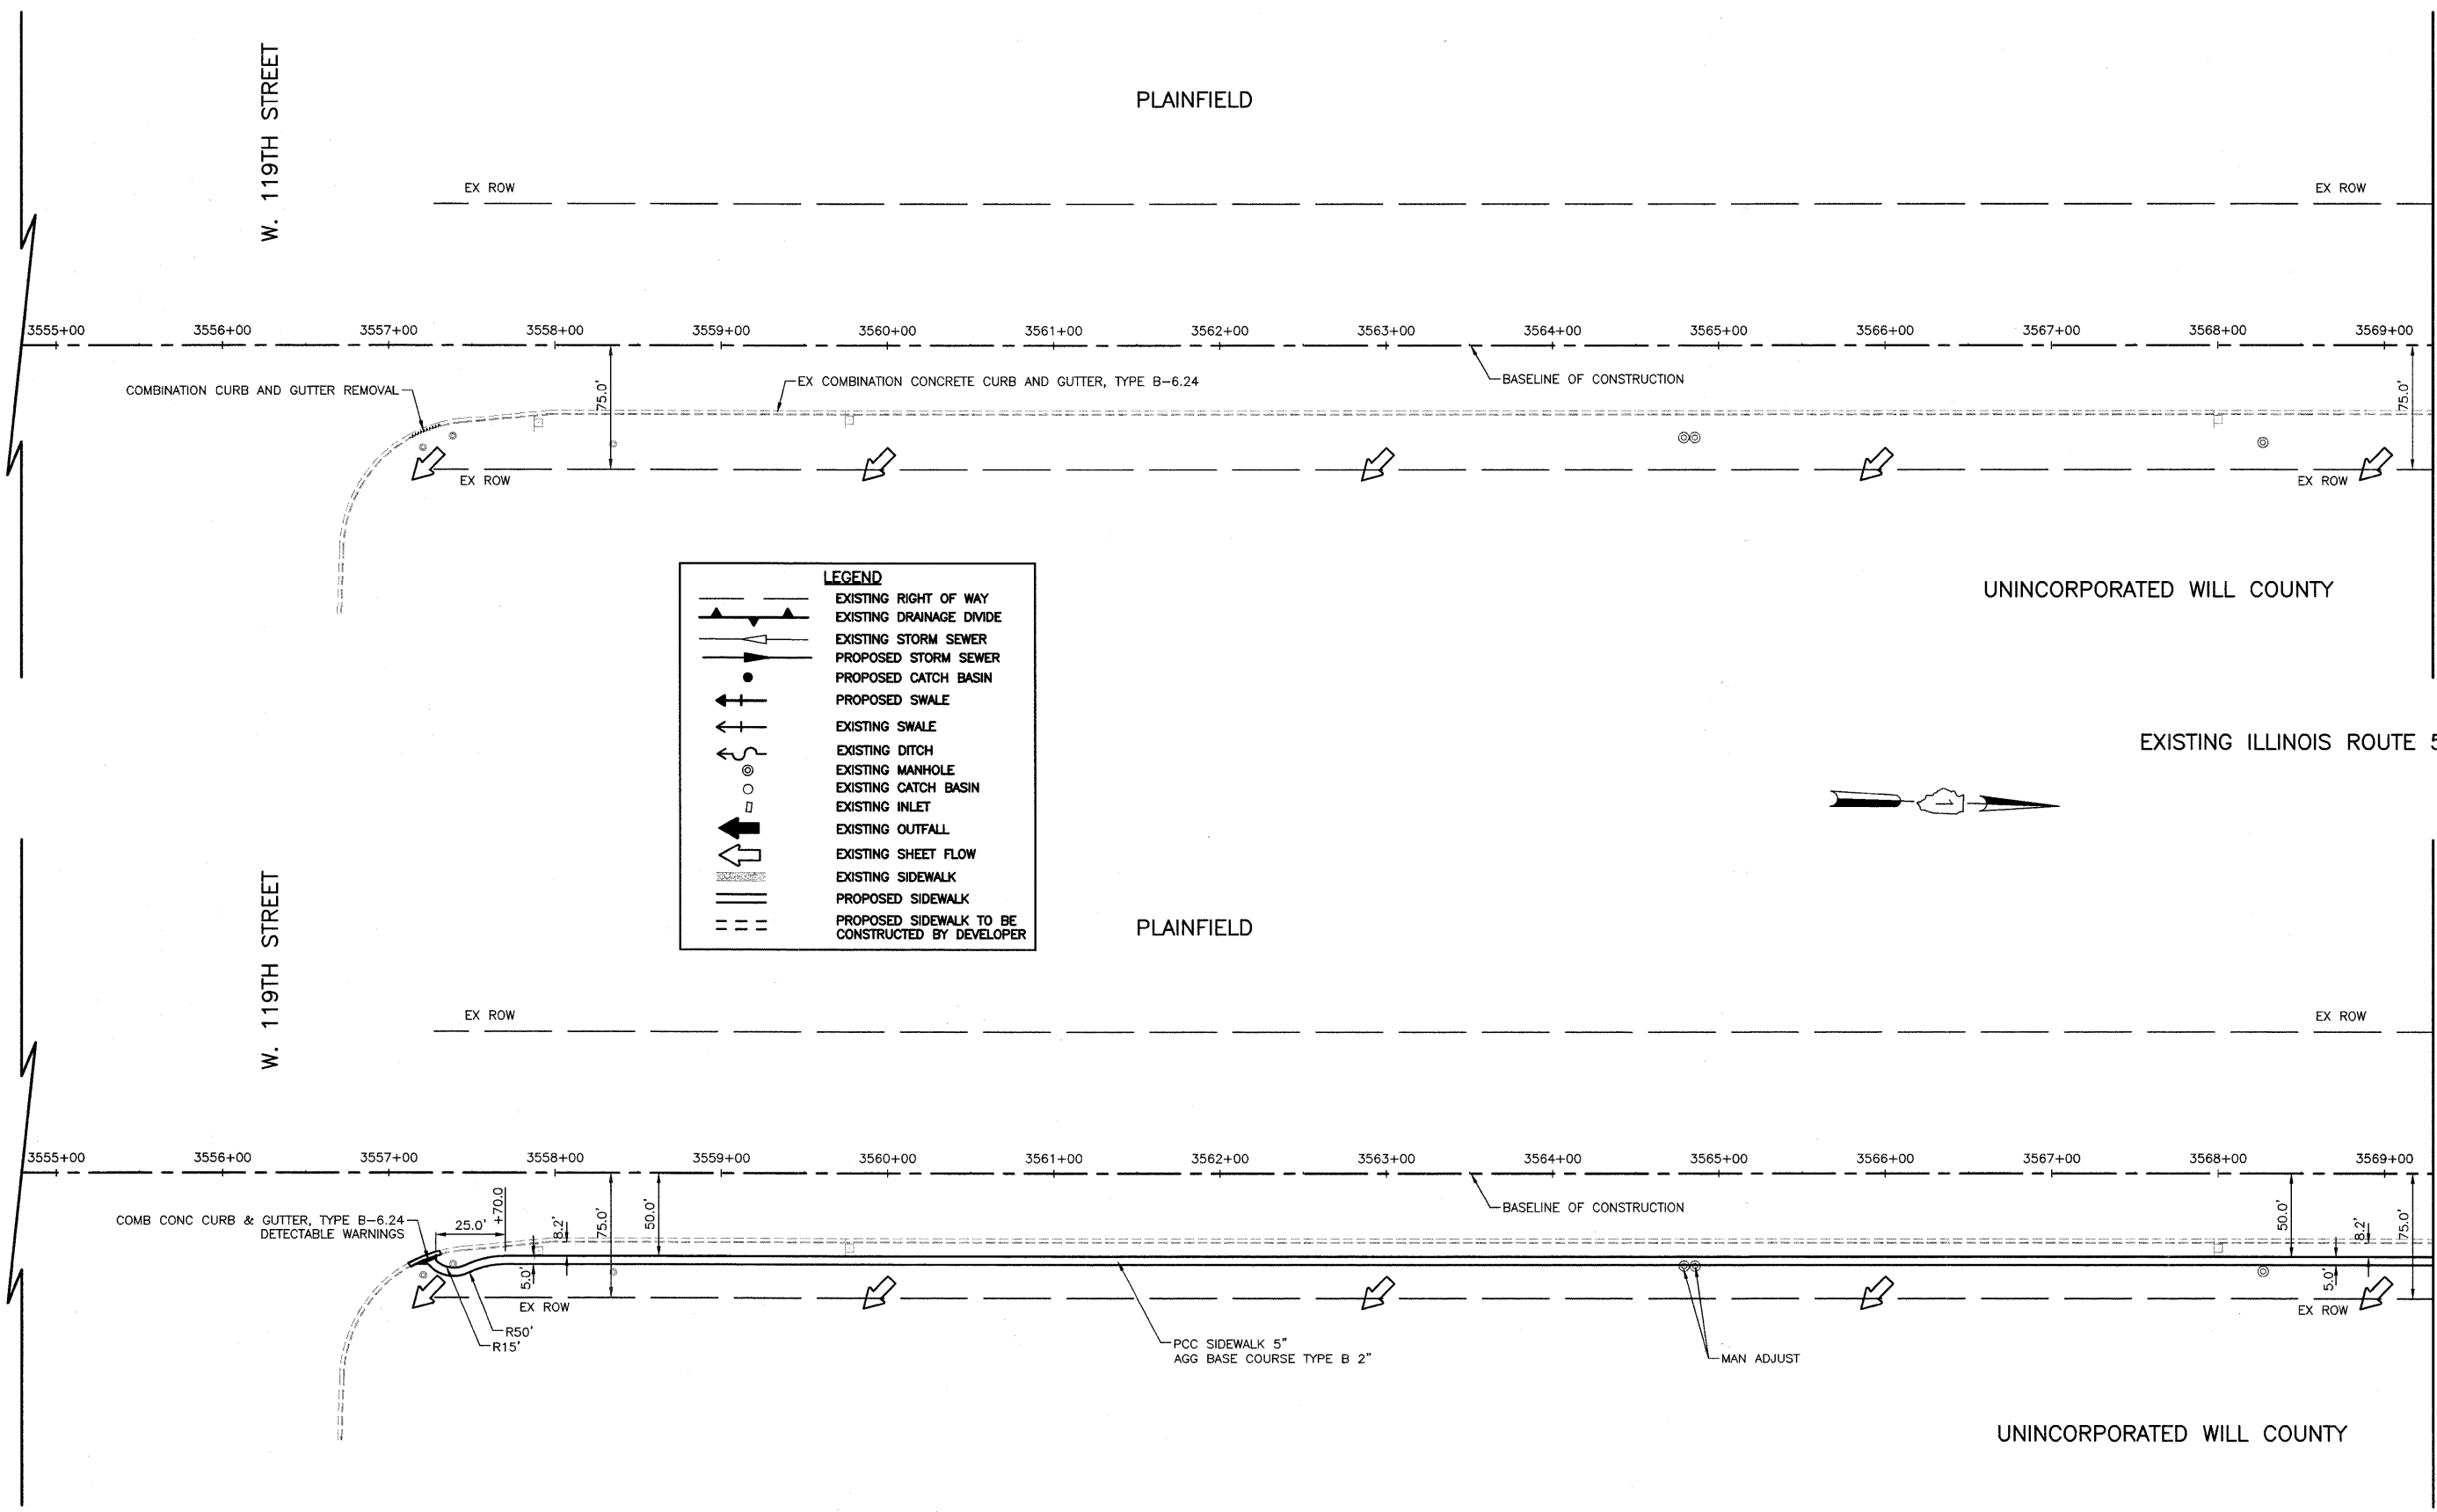 W. 119TH STREET
PLAINFIELD
EX ROW
EX ROW
3555+00 3556+00 3557+00 3558+00 3559+00 3560+00 3561+00 3562+00 3563+00 3564+00 3565+00 3566+00 3567+00 3568+00 3569+00
COMBINATION CURB AND GUTTER REMOVAL
75.0'
EX COMBINATION CONCRETE CURB AND GUTTER, TYPE B-6.24
BASELINE OF CONSTRUCTION
75.0'
EX ROW
EX ROW
UNINCORPORATED WILL COUNTY
LEGEND
EXISTING RIGHT OF WAY
EXISTING DRAINAGE DIVIDE
EXISTING STORM SEWER
PROPOSED STORM SEWER
PROPOSED CATCH BASIN
PROPOSED SWALE
EXISTING SWALE
EXISTING DITCH
EXISTING MANHOLE
EXISTING CATCH BASIN
EXISTING INLET
EXISTING OUTFALL
EXISTING SHEET FLOW
EXISTING SIDEWALK
PROPOSED SIDEWALK
PROPOSED SIDEWALK TO BE
CONSTRUCTED BY DEVELOPER
EXISTING ILLINOIS ROUTE 5
W. 119TH STREET
PLAINFIELD
EX ROW
EX ROW
3555+00 3556+00 3557+00 3558+00 3559+00 3560+00 3561+00 3562+00 3563+00 3564+00 3565+00 3566+00 3567+00 3568+00 3569+00
COMB CONC CURB & GUTTER, TYPE B-6.24
DETECTABLE WARNINGS
25.0'
+70.0
8.2'
5.0'
75.0'
50.0'
BASELINE OF CONSTRUCTION
50.0'
5.0'
8.2'
75.0'
EX ROW
EX ROW
R50'
R15'
PCC SIDEWALK 5"
AGG BASE COURSE TYPE B 2"
MAN ADJUST
UNINCORPORATED WILL COUNTY